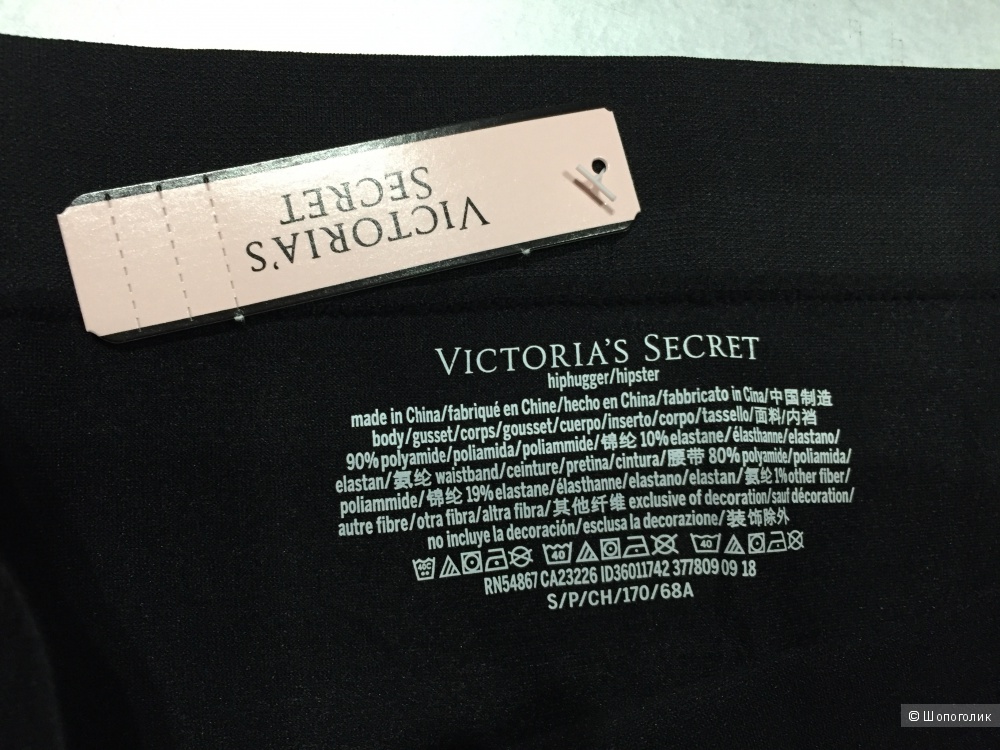 VICTORIA'S
SECRET
VICTORIA'S SECRET
hiphugger/hipster
made in China/fabriqué en Chine/hecho en China/fabbricato in Cina/中国制造
body/gusset/corps/gousset/cuerpo/inserto/corpo/tassello/面料/内裆
90% polyamide/poliamida/poliammide/锦纶 10% elastane/élasthanne/elastano/
elastan/氨纶 waistband/ceinture/pretina/cintura/腰带 80% polyamide/poliamida/
poliammide/锦纶 19% elastane/élasthanne/elastano/elastan/氨纶 1% other fiber/
autre fibre/otra fibra/altra fibra/其他纤维 exclusive of decoration/sauf décoration/
no incluye la decoración/esclusa la decorazione/装饰除外
40C 40 40
RN54867 CA23226 ID36011742 377809 09 18
S/P/CH/170/68A
© Шопоголик